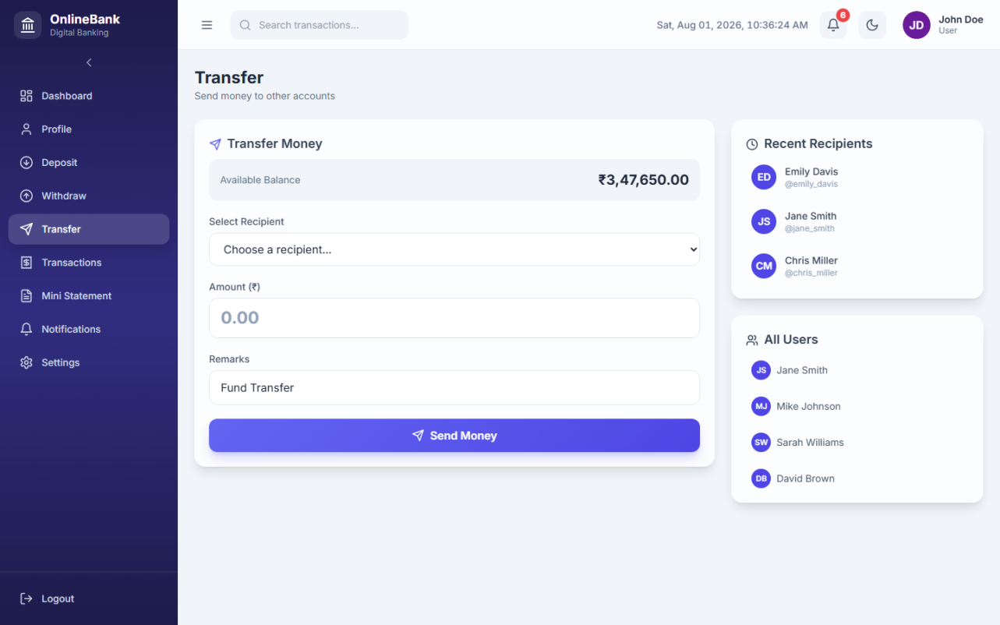 OnlineBank
Digital Banking
Dashboard
Profile
Deposit
Withdraw
Transfer
Transactions
Mini Statement
Notifications
Settings
Logout
Search transactions...
Sat, Aug 01, 2026, 10:36:24 AM
6
JD
John Doe
User
Transfer
Send money to other accounts
Transfer Money
Available Balance
₹3,47,650.00
Select Recipient
Choose a recipient...
Amount (₹)
0.00
Remarks
Fund Transfer
Send Money
Recent Recipients
ED
Emily Davis
@emily_davis
JS
Jane Smith
@jane_smith
CM
Chris Miller
@chris_miller
All Users
JS
Jane Smith
MJ
Mike Johnson
SW
Sarah Williams
DB
David Brown